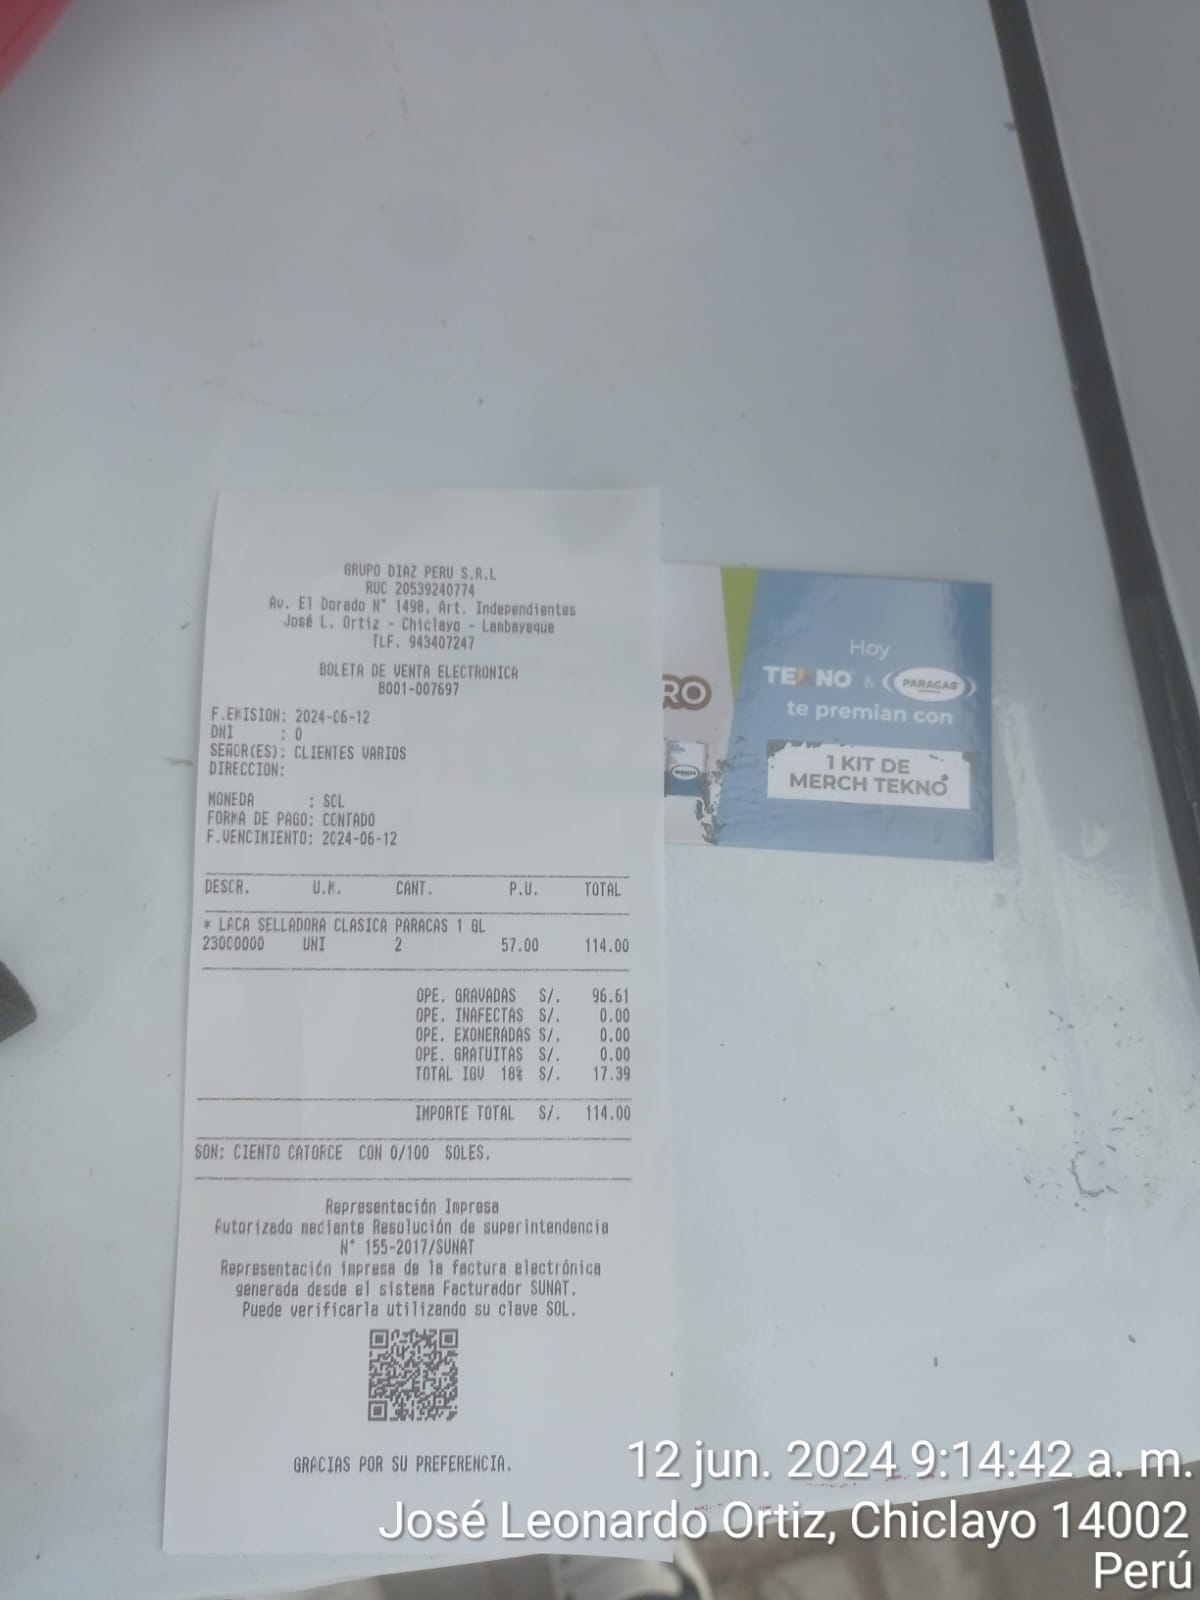 GRUPO DIAZ PERU S.R.L
RUC 20539240774
Av. El Dorado N° 1498, Art. Independientes
José L. Ortiz - Chiclayo - Lambayeque
TLF. 943407247
BOLETA DE VENTA ELECTRONICA
B001-007697
F.EMISION: 2024-06-12
DNI : 0
SEÑOR(ES): CLIENTES VARIOS
DIRECCION:
MONEDA : SOL
FORMA DE PAGO: CONTADO
F.VENCIMIENTO: 2024-06-12
DESCR. U.M. CANT. P.U. TOTAL
* LACA SELLADORA CLASICA PARACAS 1 GL
23000000 UNI 2 57.00 114.00
OPE. GRAVADAS S/. 96.61
OPE. INAFECTAS S/. 0.00
OPE. EXONERADAS S/. 0.00
OPE. GRATUITAS S/. 0.00
TOTAL IGV 18% S/. 17.39
IMPORTE TOTAL S/. 114.00
SON: CIENTO CATORCE CON 0/100 SOLES.
Representación Impresa
Autorizado mediante Resolución de superintendencia
N° 155-2017/SUNAT
Representación impresa de la factura electrónica
generada desde el sistema Facturador SUNAT.
Puede verificarla utilizando su clave SOL.
GRACIAS POR SU PREFERENCIA.
RO
PARACAS
Hoy
TEKNO & PARACAS
te premian con
1 KIT DE
MERCH TEKNO*
12 jun. 2024 9:14:42 a. m.
José Leonardo Ortiz, Chiclayo 14002
Perú